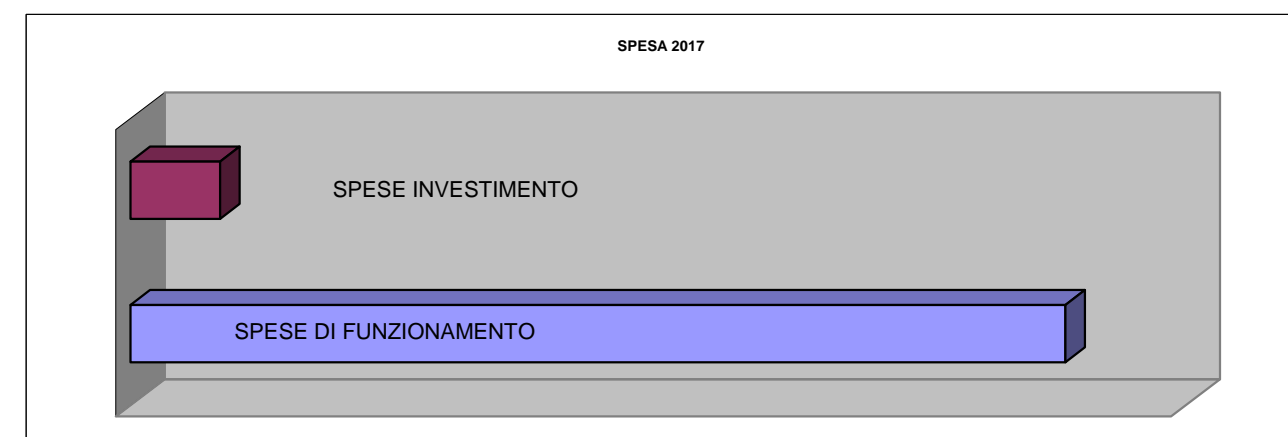 SPESA 2017
SPESE INVESTIMENTO
SPESE DI FUNZIONAMENTO